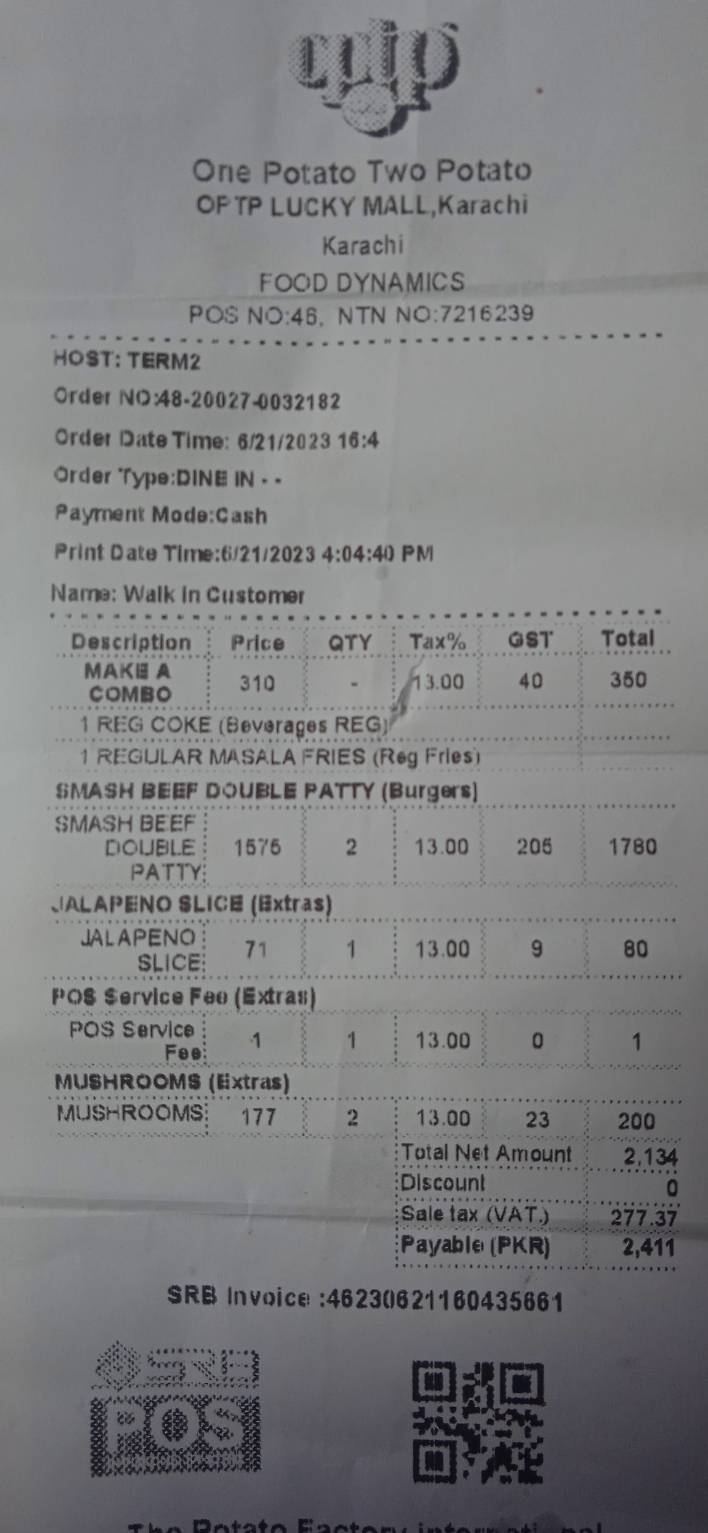 optp
One Potato Two Potato
OPTP LUCKY MALL,Karachi
Karachi
FOOD DYNAMICS
POS NO:46, NTN NO:7216239
HOST: TERM2
Order NO:48-20027-0032182
Order Date Time: 6/21/2023 16:4
Order Type:DINE IN - -
Payment Mode:Cash
Print Date Time:6/21/2023 4:04:40 PM
Name: Walk in Customer
Description Price QTY Tax% GST Total
MAKE A COMBO 310 - 13.00 40 350
1 REG COKE (Beverages REG)
1 REGULAR MASALA FRIES (Reg Fries)
SMASH BEEF DOUBLE PATTY (Burgers)
SMASH BEEF
DOUBLE 1575 2 13.00 205 1780
PATTY
JALAPENO SLICE (Extras)
JALAPENO
SLICE 71 1 13.00 9 80
POS Service Fee (Extras)
POS Service
Fee 1 1 13.00 0 1
MUSHROOMS (Extras)
MUSHROOMS 177 2 13.00 23 200
Total Net Amount 2,134
Discount 0
Sale tax (VAT.) 277.37
Payable (PKR) 2,411
SRB Invoice :46230621160435661
SRB
POS
The Potato Factory international